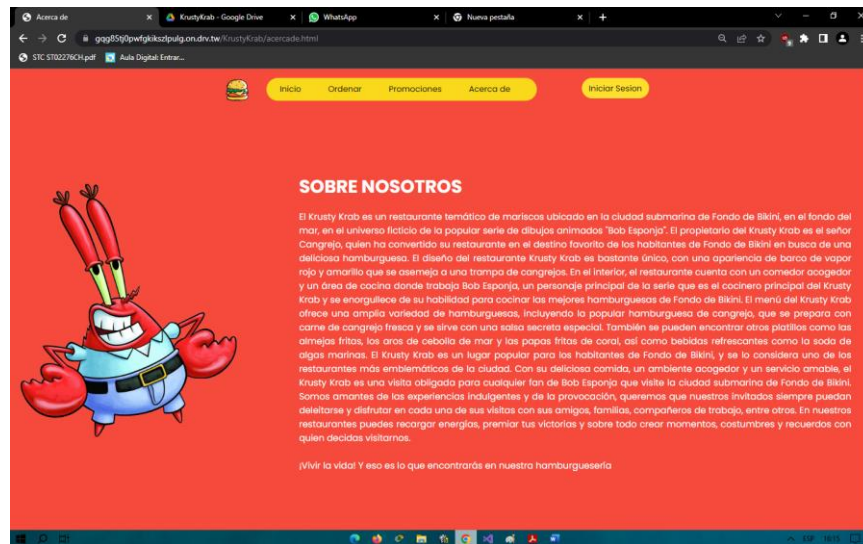 Acerca de
KrustyKrab - Google Drive
WhatsApp
Nueva pestaña
gqg85tj0pwfgkikszlpulg.on.drv.tw/KrustyKrab/acercade.html
STC ST02276CH.pdf
Aula Digital: Entrar...
Inicio Ordenar Promociones Acerca de Iniciar Sesion
SOBRE NOSOTROS
El Krusty Krab es un restaurante temático de mariscos ubicado en la ciudad submarina de Fondo de Bikini, en el fondo del
mar, en el universo ficticio de la popular serie de dibujos animados "Bob Esponja". El propietario del Krusty Krab es el señor
Cangrejo, quien ha convertido su restaurante en el destino favorito de los habitantes de Fondo de Bikini en busca de una
deliciosa hamburguesa. El diseño del restaurante Krusty Krab es bastante único, con una apariencia de barco de vapor
rojo y amarillo que se asemeja a una trampa de cangrejos. En el interior, el restaurante cuenta con un comedor acogedor
y un área de cocina donde trabaja Bob Esponja, un personaje principal de la serie que es el cocinero principal del Krusty
Krab y se enorgullece de su habilidad para cocinar las mejores hamburguesas de Fondo de Bikini. El menú del Krusty Krab
ofrece una amplia variedad de hamburguesas, incluyendo la popular hamburguesa de cangrejo, que se prepara con
carne de cangrejo fresca y se sirve con una salsa secreta especial. También se pueden encontrar otros platillos como las
almejas fritas, los aros de cebolla de mar y las papas fritas de coral, así como bebidas refrescantes como la soda de
algas marinas. El Krusty Krab es un lugar popular para los habitantes de Fondo de Bikini, y se lo considera uno de los
restaurantes más emblemáticos de la ciudad. Con su deliciosa comida, un ambiente acogedor y un servicio amable, el
Krusty Krab es una visita obligada para cualquier fan de Bob Esponja que visite la ciudad submarina de Fondo de Bikini.
Somos amantes de las experiencias indulgentes y de la provocación, queremos que nuestros invitados siempre puedan
deleitarse y disfrutar en cada una de sus visitas con sus amigos, familias, compañeros de trabajo, entre otros. En nuestros
restaurantes puedes recargar energías, premiar tus victorias y sobre todo crear momentos, costumbres y recuerdos con
quien decidas visitarnos.
¡Vivir la vida! Y eso es lo que encontrarás en nuestra hamburguesería
ESP 18:15